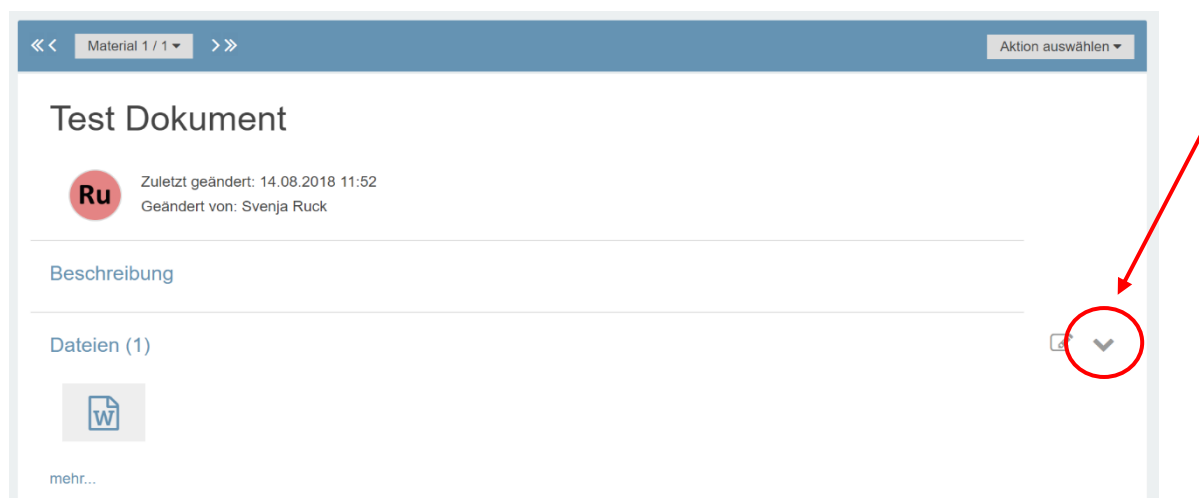 Material 1 / 1
Aktion auswählen
Test Dokument
Ru
Zuletzt geändert: 14.08.2018 11:52
Geändert von: Svenja Ruck
Beschreibung
Dateien (1)
W
mehr...